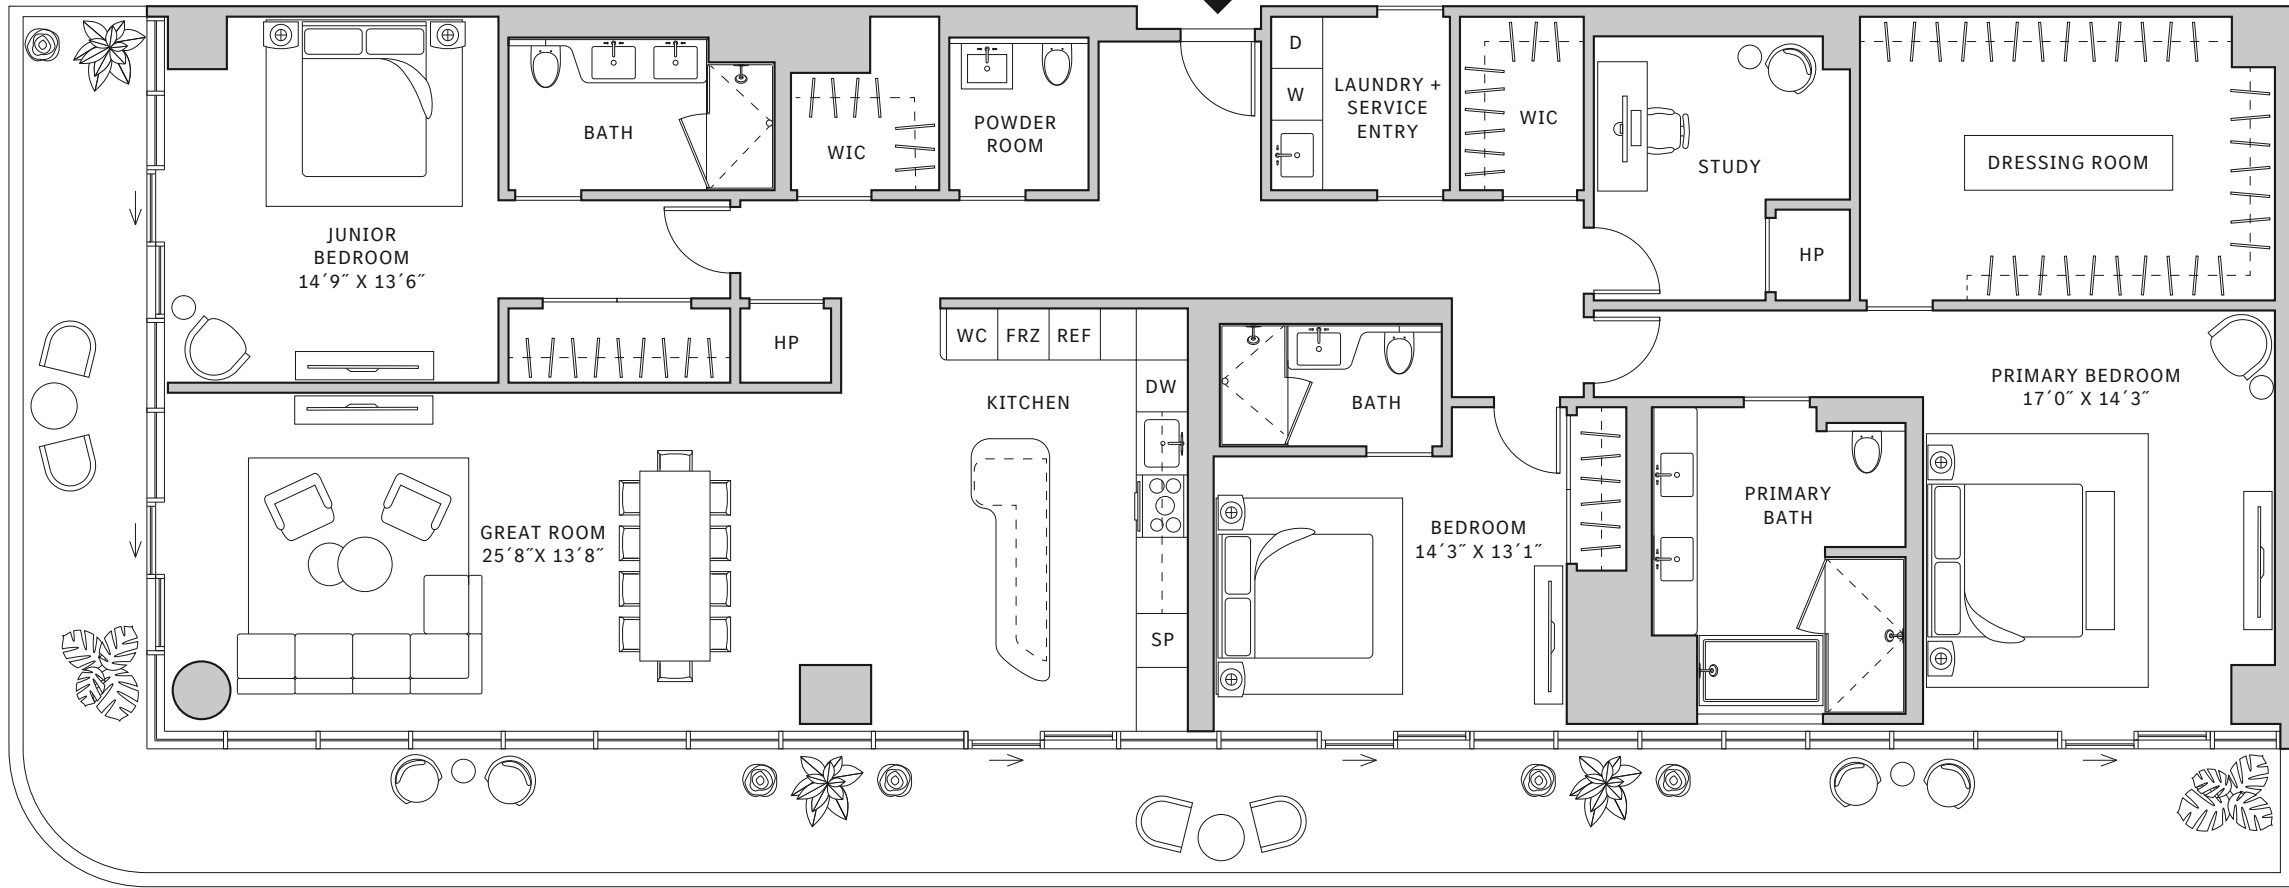 D
W
LAUNDRY +
SERVICE
ENTRY
BATH
WIC
POWDER
ROOM
WIC
STUDY
DRESSING ROOM
JUNIOR
BEDROOM
14´9˝ X 13´6˝
HP
HP
WC
FRZ
REF
DW
KITCHEN
BATH
PRIMARY BEDROOM
17´0˝ X 14´3˝
GREAT ROOM
25´8˝X 13´8˝
BEDROOM
14´3˝ X 13´1˝
PRIMARY
BATH
SP